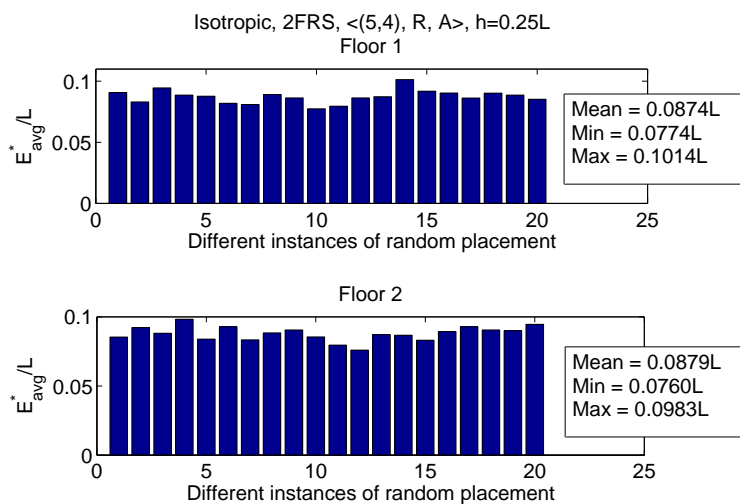 Isotropic, 2FRS, <(5,4), R, A>, h=0.25L
Floor 1
0.1
0.05
0
E*avg/L
Mean = 0.0874L
Min = 0.0774L
Max = 0.1014L
0 5 10 15 20 25
Different instances of random placement
Floor 2
0.1
0.05
0
E*avg/L
Mean = 0.0879L
Min = 0.0760L
Max = 0.0983L
0 5 10 15 20 25
Different instances of random placement